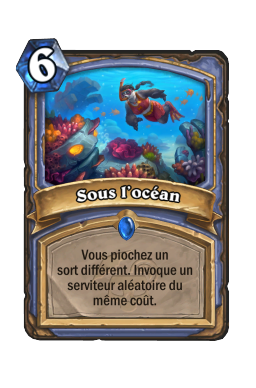 6
Sous l'océan
Vous piochez un
sort différent. Invoque un
serviteur aléatoire du
même coût.